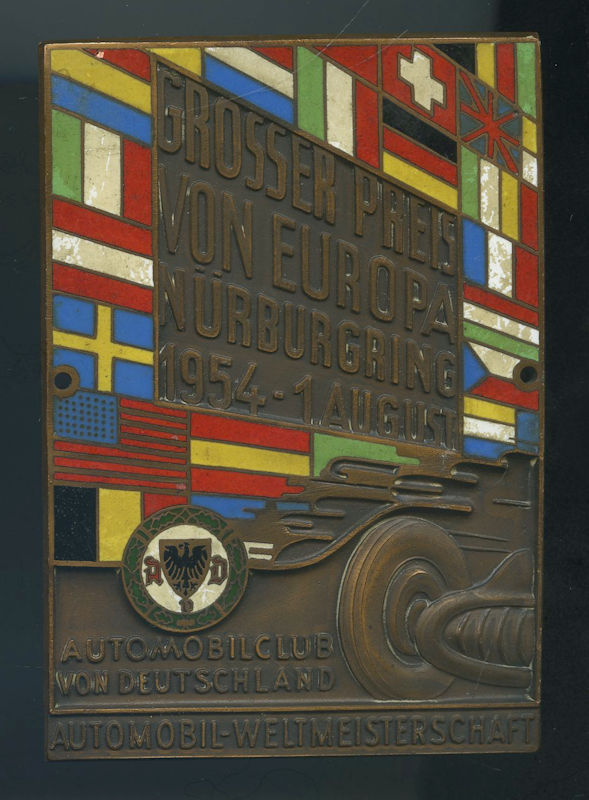 GROSSER PREIS
VON EUROPA
NÜRBURGRING
1954 · 1. AUGUST
A D
AUTOMOBILCLUB
VON DEUTSCHLAND
AUTOMOBIL-WELTMEISTERSCHAFT